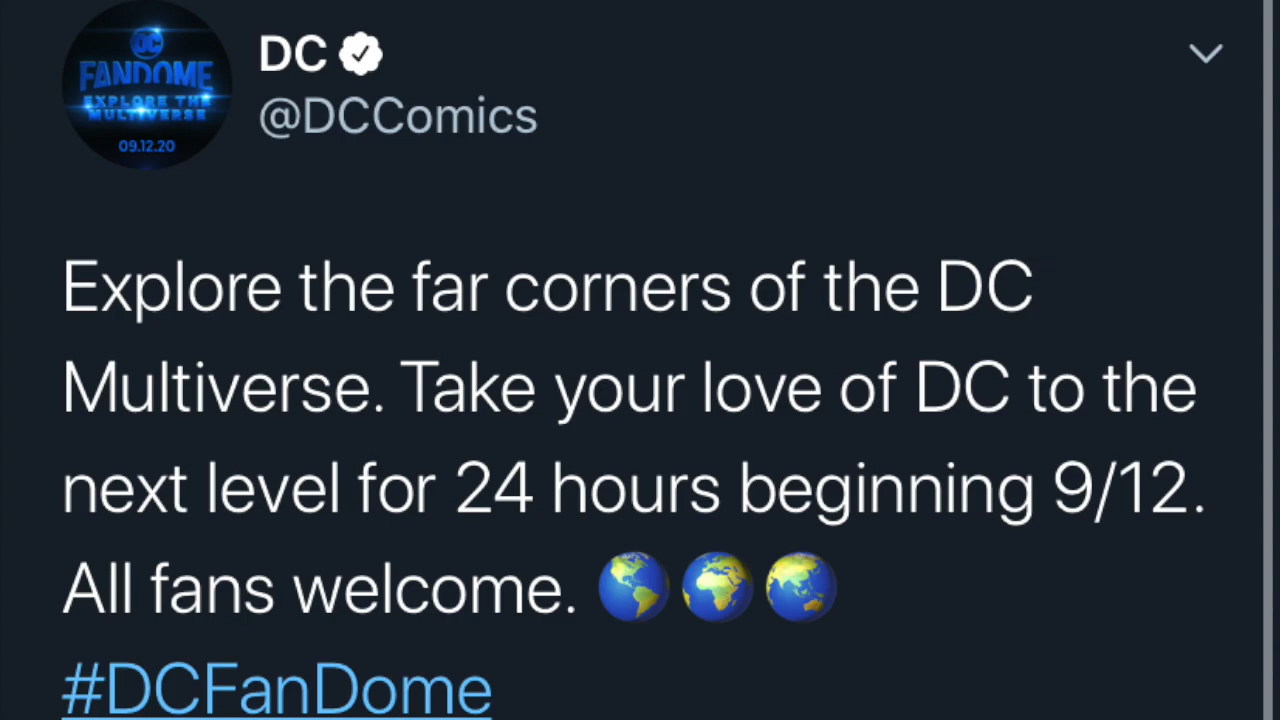 DC
FANDOME
EXPLORE THE
MULTIVERSE
09.12.20
DC
@DCComics
Explore the far corners of the DC
Multiverse. Take your love of DC to the
next level for 24 hours beginning 9/12.
All fans welcome. 🌎🌍🌏
#DCFanDome